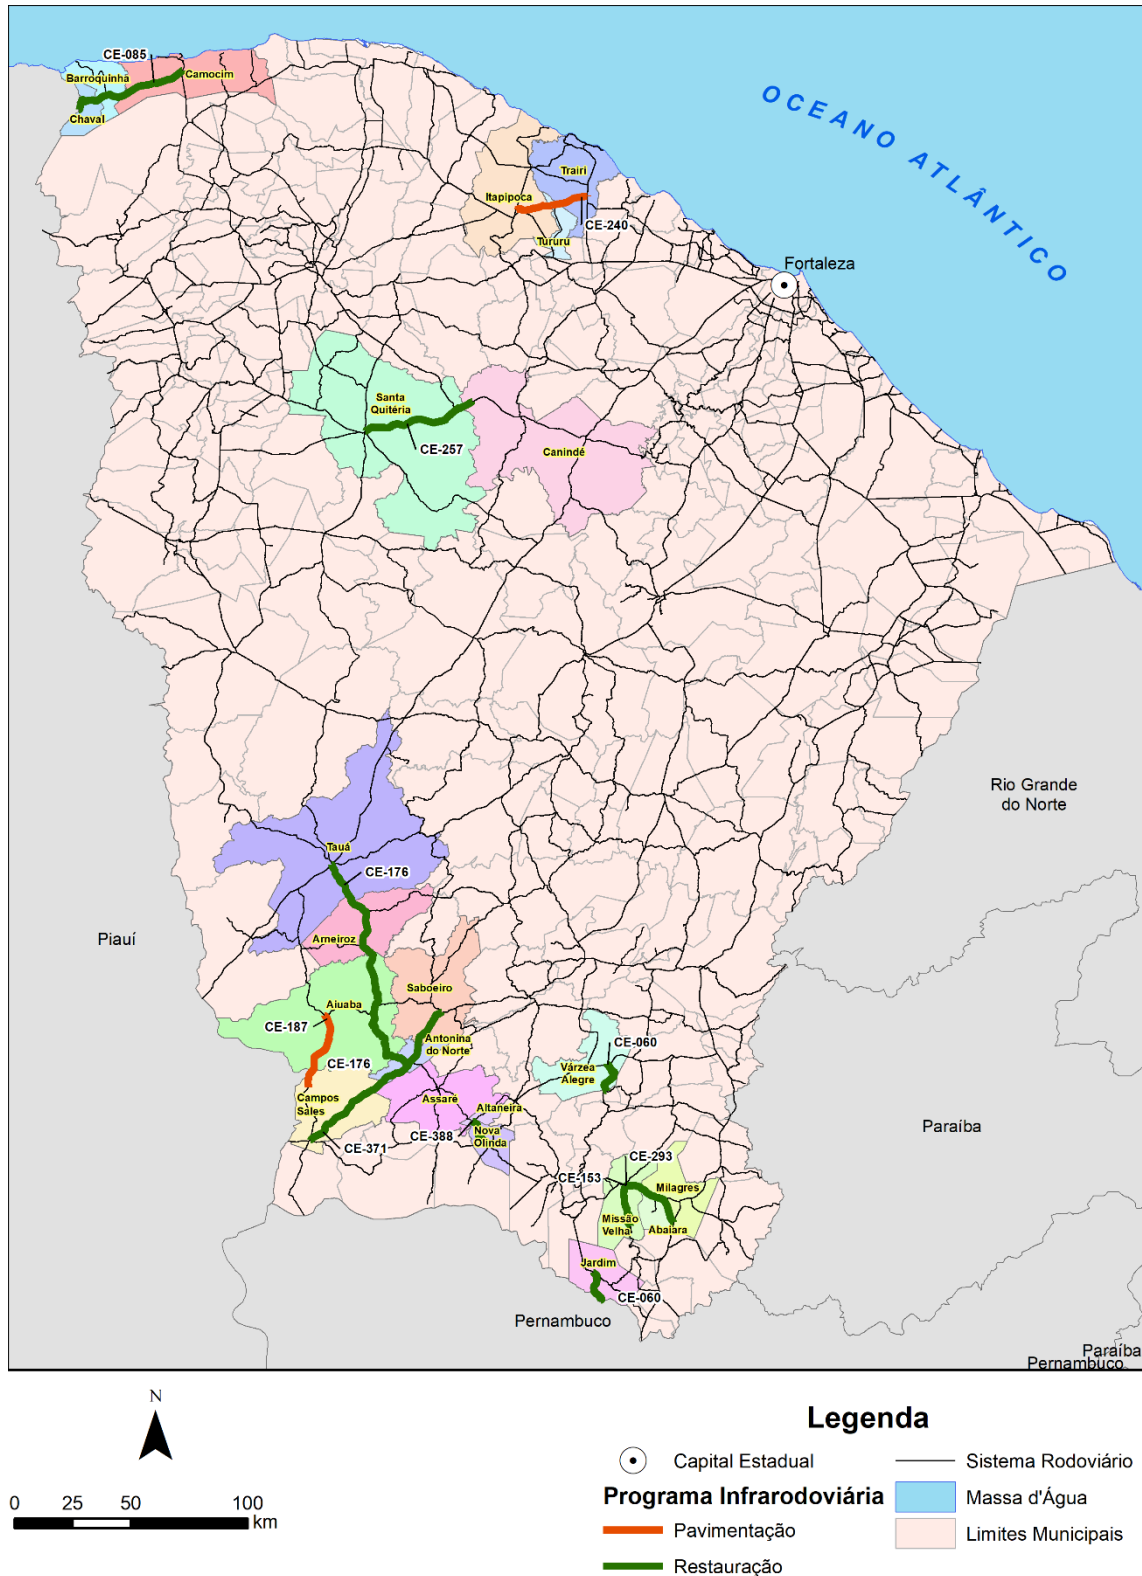 CE-085
Barroquinha
Camocim
Chaval
OCEANO ATLÂNTICO
Trairi
Itapipoca
CE-240
Tururu
Fortaleza
Santa
Quitéria
CE-257
Canindé
Rio Grande
do Norte
Tauá
CE-176
Piauí
Arneiroz
Saboeiro
Aiuaba
CE-187
Antonina
do Norte
CE-060
CE-176
Várzea
Alegre
Campos
Sales
Assaré
Altaneira
Paraíba
CE-388
Nova
Olinda
CE-371
CE-293
CE-153
Milagres
Missão
Velha
Abaiara
Jardim
CE-060
Pernambuco
Paraíba
Pernambuco
N
0 25 50 100
km
Legenda
Capital Estadual
Sistema Rodoviário
Programa Infrarodoviária
Massa d'Água
Pavimentação
Limites Municipais
Restauração